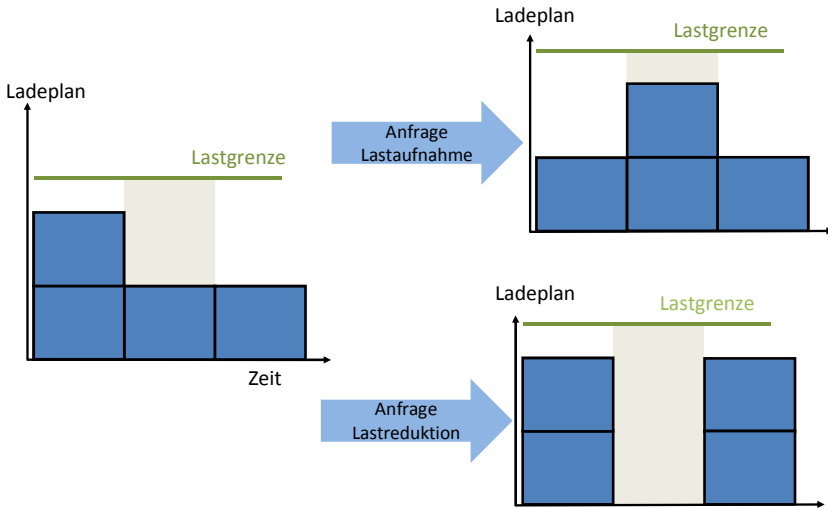 Ladeplan
Lastgrenze
Zeit
Anfrage
Lastaufnahme
Ladeplan
Lastgrenze
Anfrage
Lastreduktion
Ladeplan
Lastgrenze